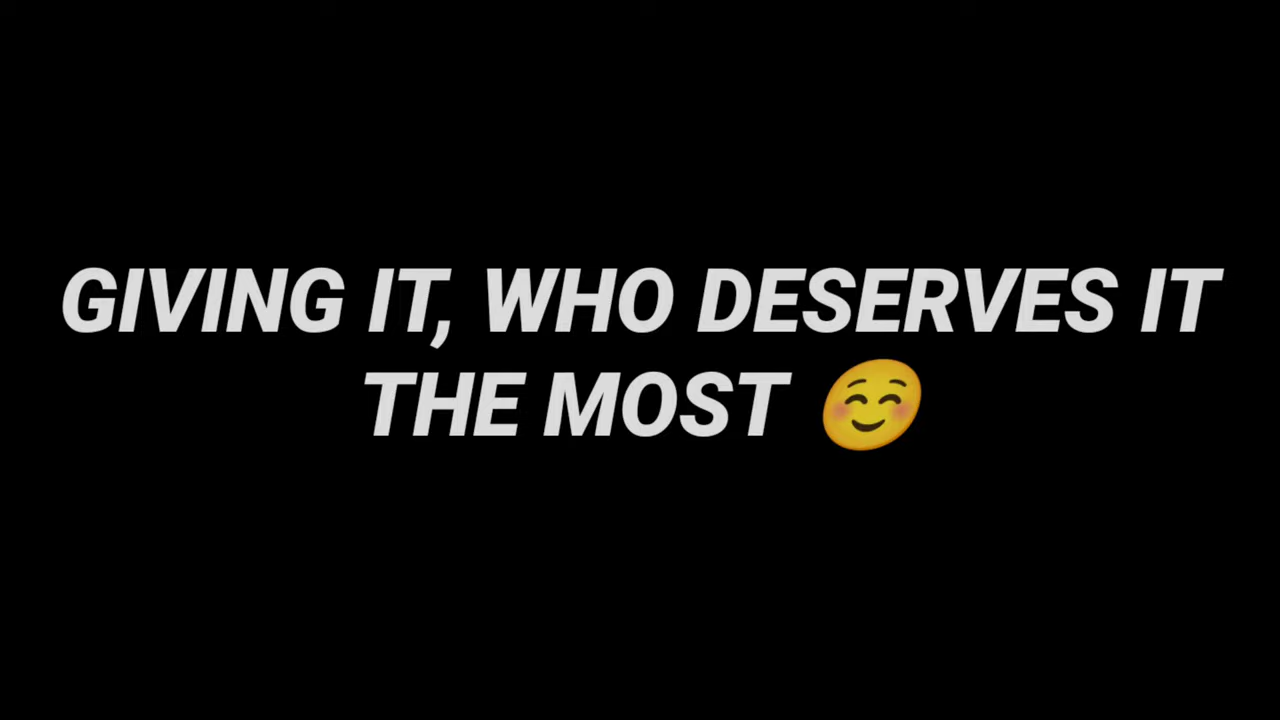 GIVING IT, WHO DESERVES IT
THE MOST ☺️